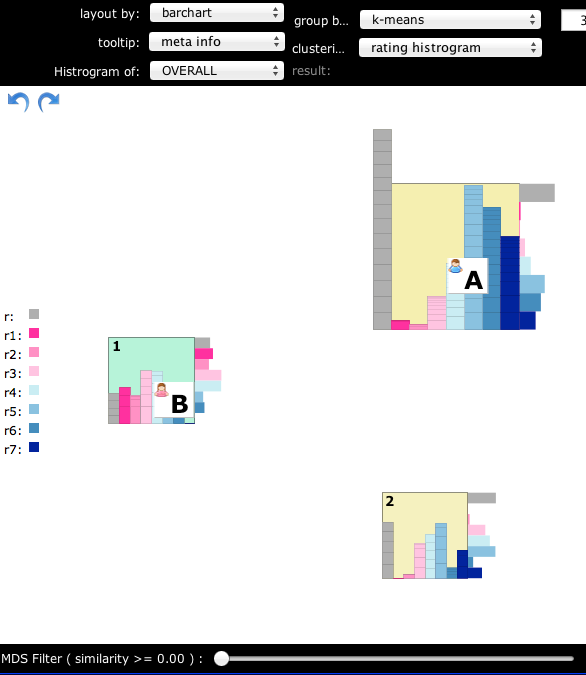 layout by: barchart group b... k-means 3
tooltip: meta info clusteri... rating histrogram
Histrogram of: OVERALL result:
A
r:
r1:
1
r2:
r3:
r4:
B
r5:
r6:
r7:
2
MDS Filter ( similarity >= 0.00 ) :